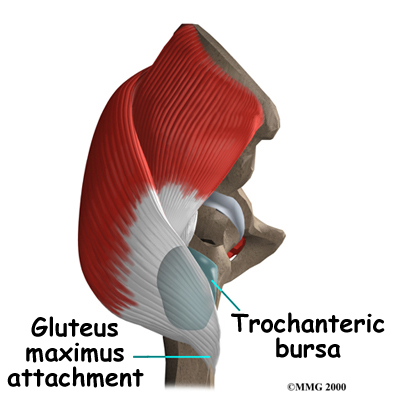 Gluteus
maximus
attachment
Trochanteric
bursa
©MMG 2000